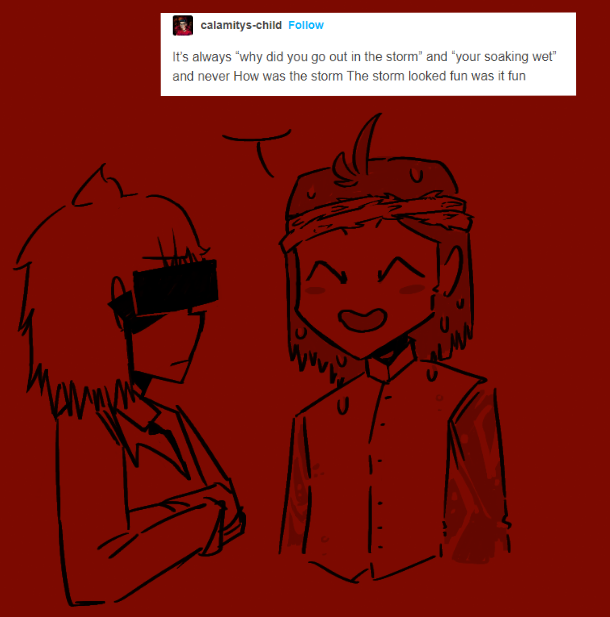 calamitys-child Follow
It's always "why did you go out in the storm" and "your soaking wet"
and never How was the storm The storm looked fun was it fun